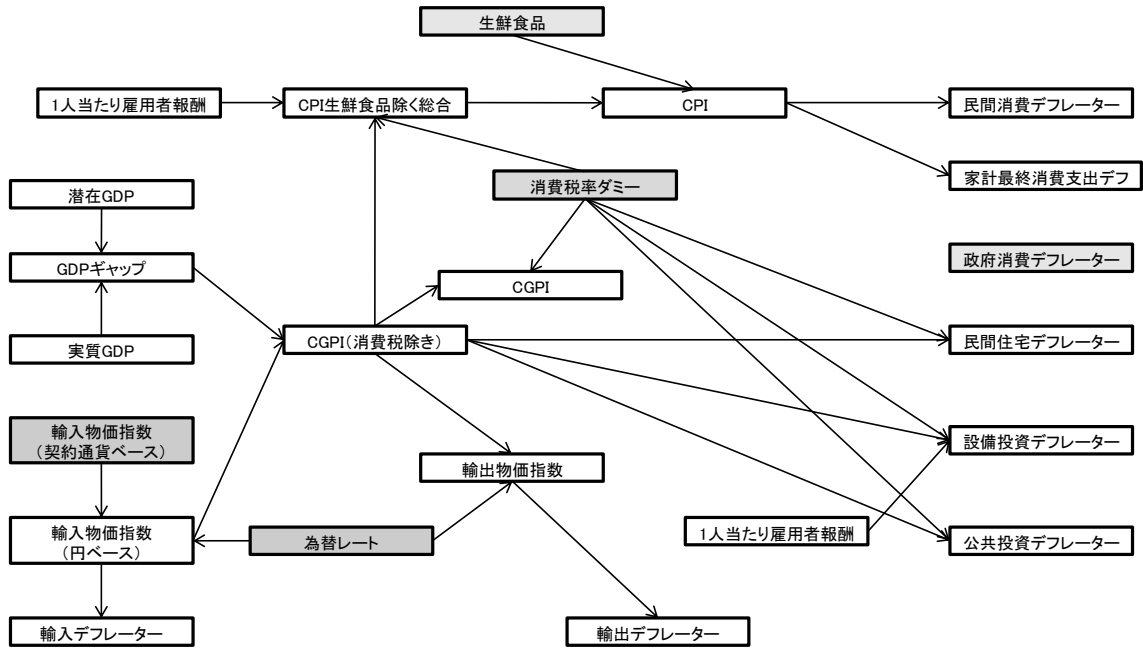 生鮮食品
1人当たり雇用者報酬
CPI生鮮食品除く総合
CPI
民間消費デフレーター
消費税率ダミー
家計最終消費支出デフ
潜在GDP
GDPギャップ
CGPI
政府消費デフレーター
実質GDP
CGPI(消費税除き)
民間住宅デフレーター
輸入物価指数
(契約通貨ベース)
輸出物価指数
設備投資デフレーター
輸入物価指数
(円ベース)
為替レート
1人当たり雇用者報酬
公共投資デフレーター
輸入デフレーター
輸出デフレーター